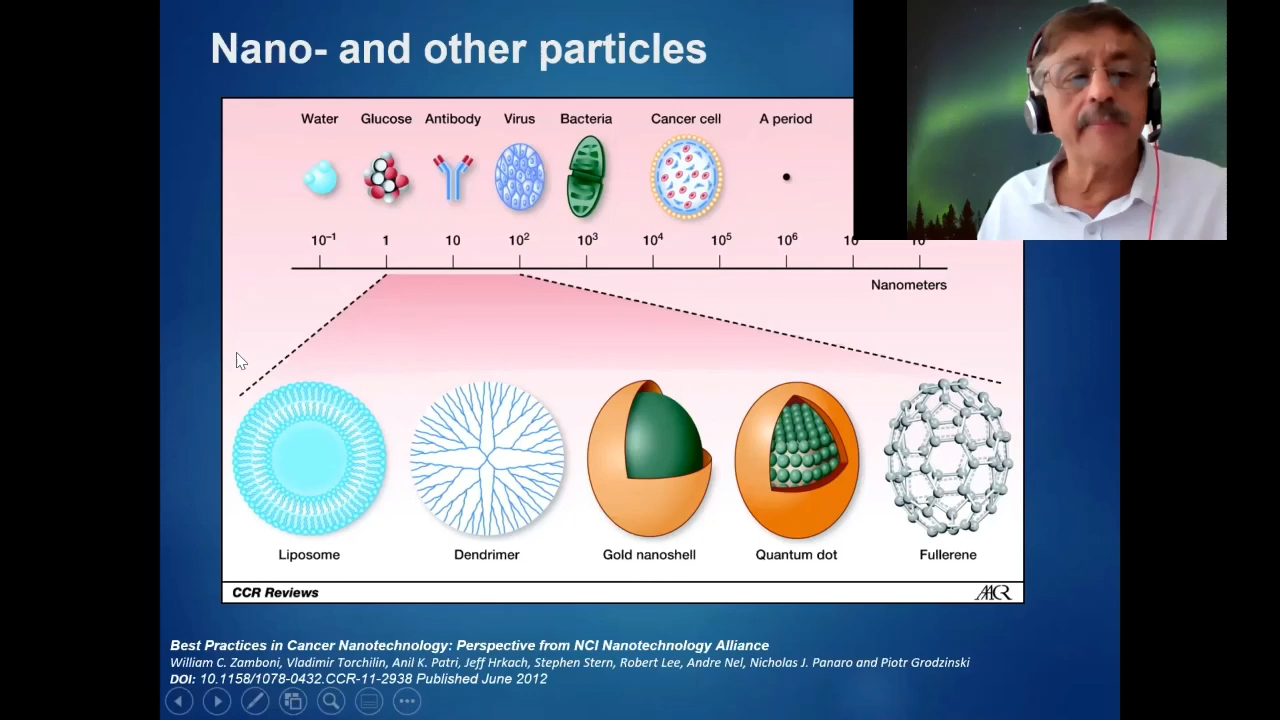 Nano- and other particles
Water Glucose Antibody Virus Bacteria Cancer cell A period
10⁻¹ 1 10 10² 10³ 10⁴ 10⁵ 10⁶
Nanometers
Liposome Dendrimer Gold nanoshell Quantum dot Fullerene
CCR Reviews AACR
Best Practices in Cancer Nanotechnology: Perspective from NCI Nanotechnology Alliance
William C. Zamboni, Vladimir Torchilin, Anil K. Patri, Jeff Hrkach, Stephen Stern, Robert Lee, Andre Nel, Nicholas J. Panaro and Piotr Grodzinski
DOI: 10.1158/1078-0432.CCR-11-2938 Published June 2012